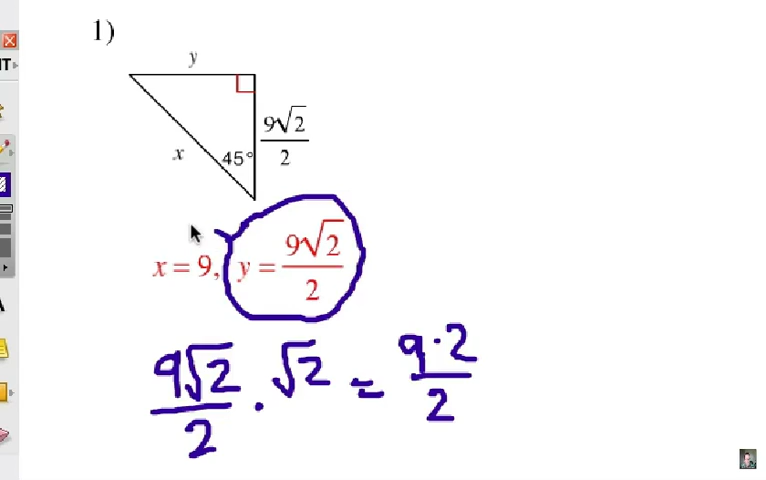 1)
y
9√2/2
x
45°
x = 9, y = 9√2/2
9√2/2 · √2 = 9·2/2